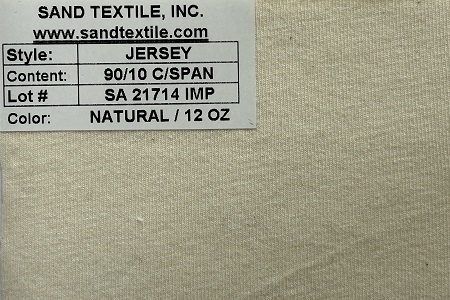 SAND TEXTILE, INC.
www.sandtextile.com
Style: JERSEY
Content: 90/10 C/SPAN
Lot # SA 21714 IMP
Color: NATURAL / 12 OZ